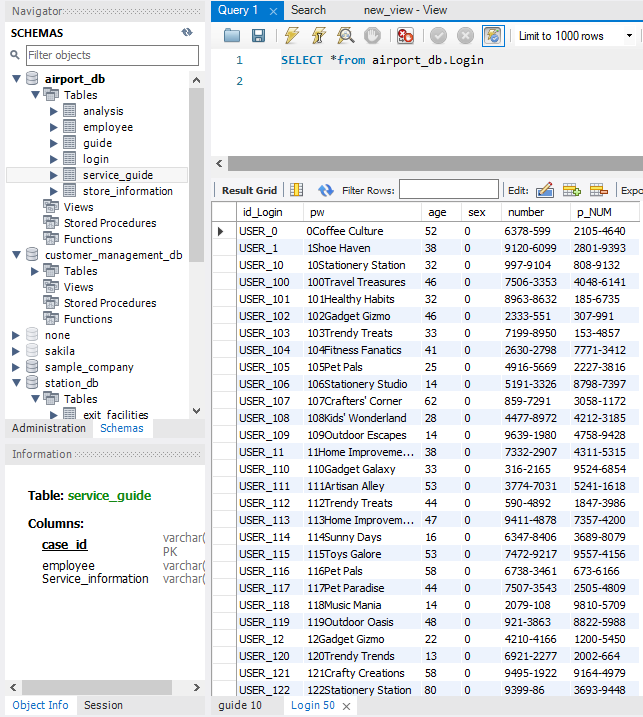 Navigator
SCHEMAS
Filter objects
airport_db
Tables
analysis
employee
guide
login
service_guide
store_information
Views
Stored Procedures
Functions
customer_management_db
Tables
Views
Stored Procedures
Functions
none
sakila
sample_company
station_db
Tables
exit_facilities
Administration Schemas
Information
Table: service_guide
Columns:
case_id varchar(
PK
employee varchar(
Service_information varchar(
Object Info Session
Query 1 Search new_view - View
Limit to 1000 rows
1 SELECT *from airport_db.Login
2
Result Grid Filter Rows: Edit: Expo
id_Login pw age sex number p_NUM
USER_0 0Coffee Culture 52 0 6378-599 2105-4640
USER_1 1Shoe Haven 38 0 9120-6099 2801-9393
USER_10 10Stationery Station 32 0 997-9104 808-9132
USER_100 100Travel Treasures 46 0 7506-3353 4048-6141
USER_101 101Healthy Habits 32 0 8963-8632 185-6735
USER_102 102Gadget Gizmo 46 0 2333-551 307-991
USER_103 103Trendy Treats 33 0 7199-8950 153-4857
USER_104 104Fitness Fanatics 41 0 2630-2798 7771-3412
USER_105 105Pet Pals 25 0 4916-5669 2227-3816
USER_106 106Stationery Studio 14 0 5191-3326 8798-7397
USER_107 107Crafters' Corner 62 0 859-7291 3058-1172
USER_108 108Kids' Wonderland 28 0 4477-8972 4212-3185
USER_109 109Outdoor Escapes 14 0 9639-1980 4758-9428
USER_11 11Home Improveme... 38 0 7332-2907 4311-5315
USER_110 110Gadget Galaxy 33 0 316-2165 9524-6854
USER_111 111Artisan Alley 53 0 3774-7031 5241-1618
USER_112 112Trendy Treats 44 0 590-4892 1847-3986
USER_113 113Home Improvem... 47 0 9411-4878 7357-4200
USER_114 114Sunny Days 16 0 6347-8406 3689-8079
USER_115 115Toys Galore 53 0 7472-9217 9557-4156
USER_116 116Pet Pals 58 0 6738-3461 673-6166
USER_117 117Pet Paradise 44 0 7507-3543 2505-4809
USER_118 118Music Mania 14 0 2079-108 9810-5709
USER_119 119Outdoor Oasis 48 0 921-3863 8822-5988
USER_12 12Gadget Gizmo 22 0 4210-4166 1200-5450
USER_120 120Trendy Trends 13 0 6921-2277 2002-664
USER_121 121Crafty Creations 58 0 9495-1922 9164-4979
USER_122 122Stationery Station 80 0 9399-86 3993-9448
guide 10 Login 50